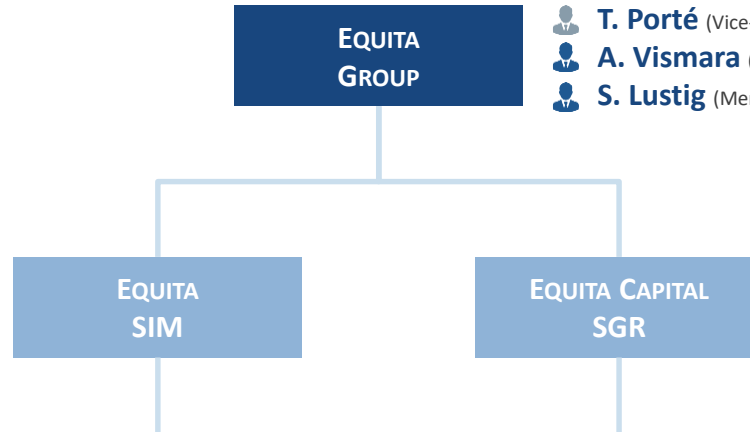 EQUITA
GROUP
T. Porté (Vice-
A. Vismara (
S. Lustig (Me
EQUITA
SIM
EQUITA CAPITAL
SGR